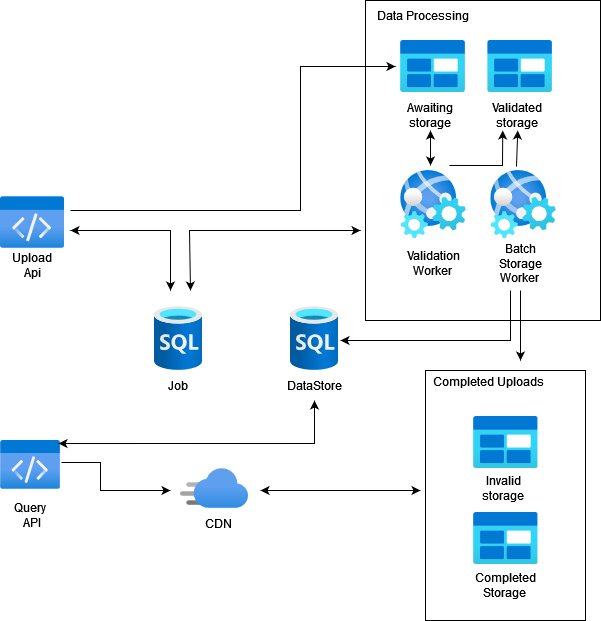 Data Processing
Awaiting
storage
Validated
storage
Upload
Api
Validation
Worker
Batch
Storage
Worker
SQL
Job
SQL
DataStore
Completed Uploads
Invalid
storage
Query
API
CDN
Completed
Storage